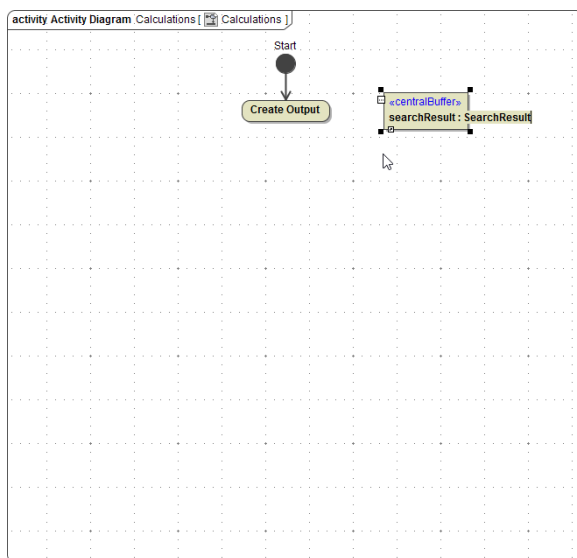 activity Activity Diagram Calculations [ Calculations ]
Start
Create Output
«centralBuffer»
searchResult : SearchResult